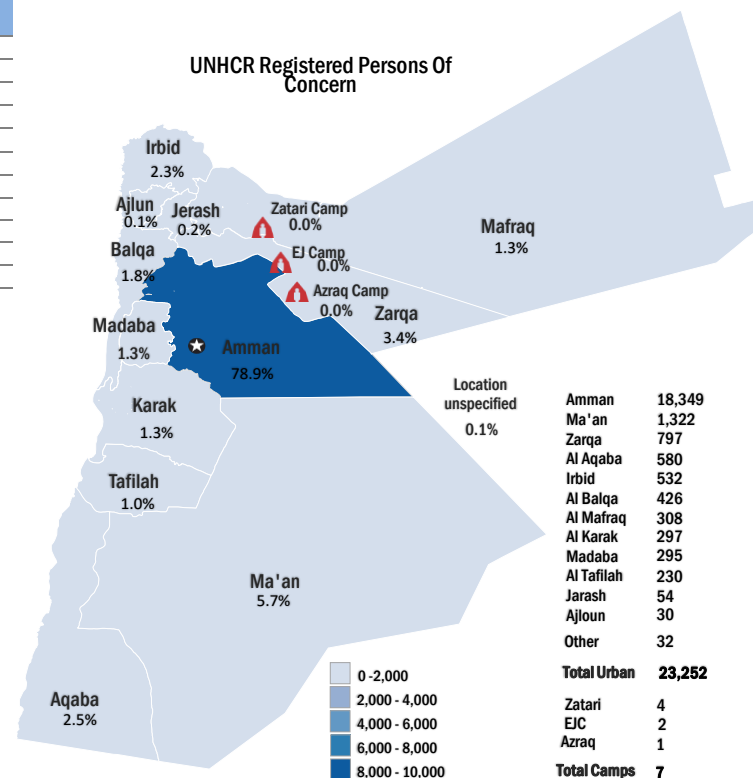 UNHCR Registered Persons Of
Concern
Irbid
2.3%
Ajlun
0.1%
Jerash
0.2%
Zatari Camp
0.0%
Mafraq
1.3%
Balqa
1.8%
EJ Camp
0.0%
Azraq Camp
0.0%
Zarqa
3.4%
Madaba
1.3%
Amman
78.9%
Karak
1.3%
Location
unspecified
0.1%
Tafilah
1.0%
Ma'an
5.7%
Aqaba
2.5%
0 -2,000
2,000 - 4,000
4,000 - 6,000
6,000 - 8,000
8,000 - 10,000
Amman 18,349
Ma'an 1,322
Zarqa 797
Al Aqaba 580
Irbid 532
Al Balqa 426
Al Mafraq 308
Al Karak 297
Madaba 295
Al Tafilah 230
Jarash 54
Ajloun 30
Other 32
Total Urban 23,252
Zatari 4
EJC 2
Azraq 1
Total Camps 7